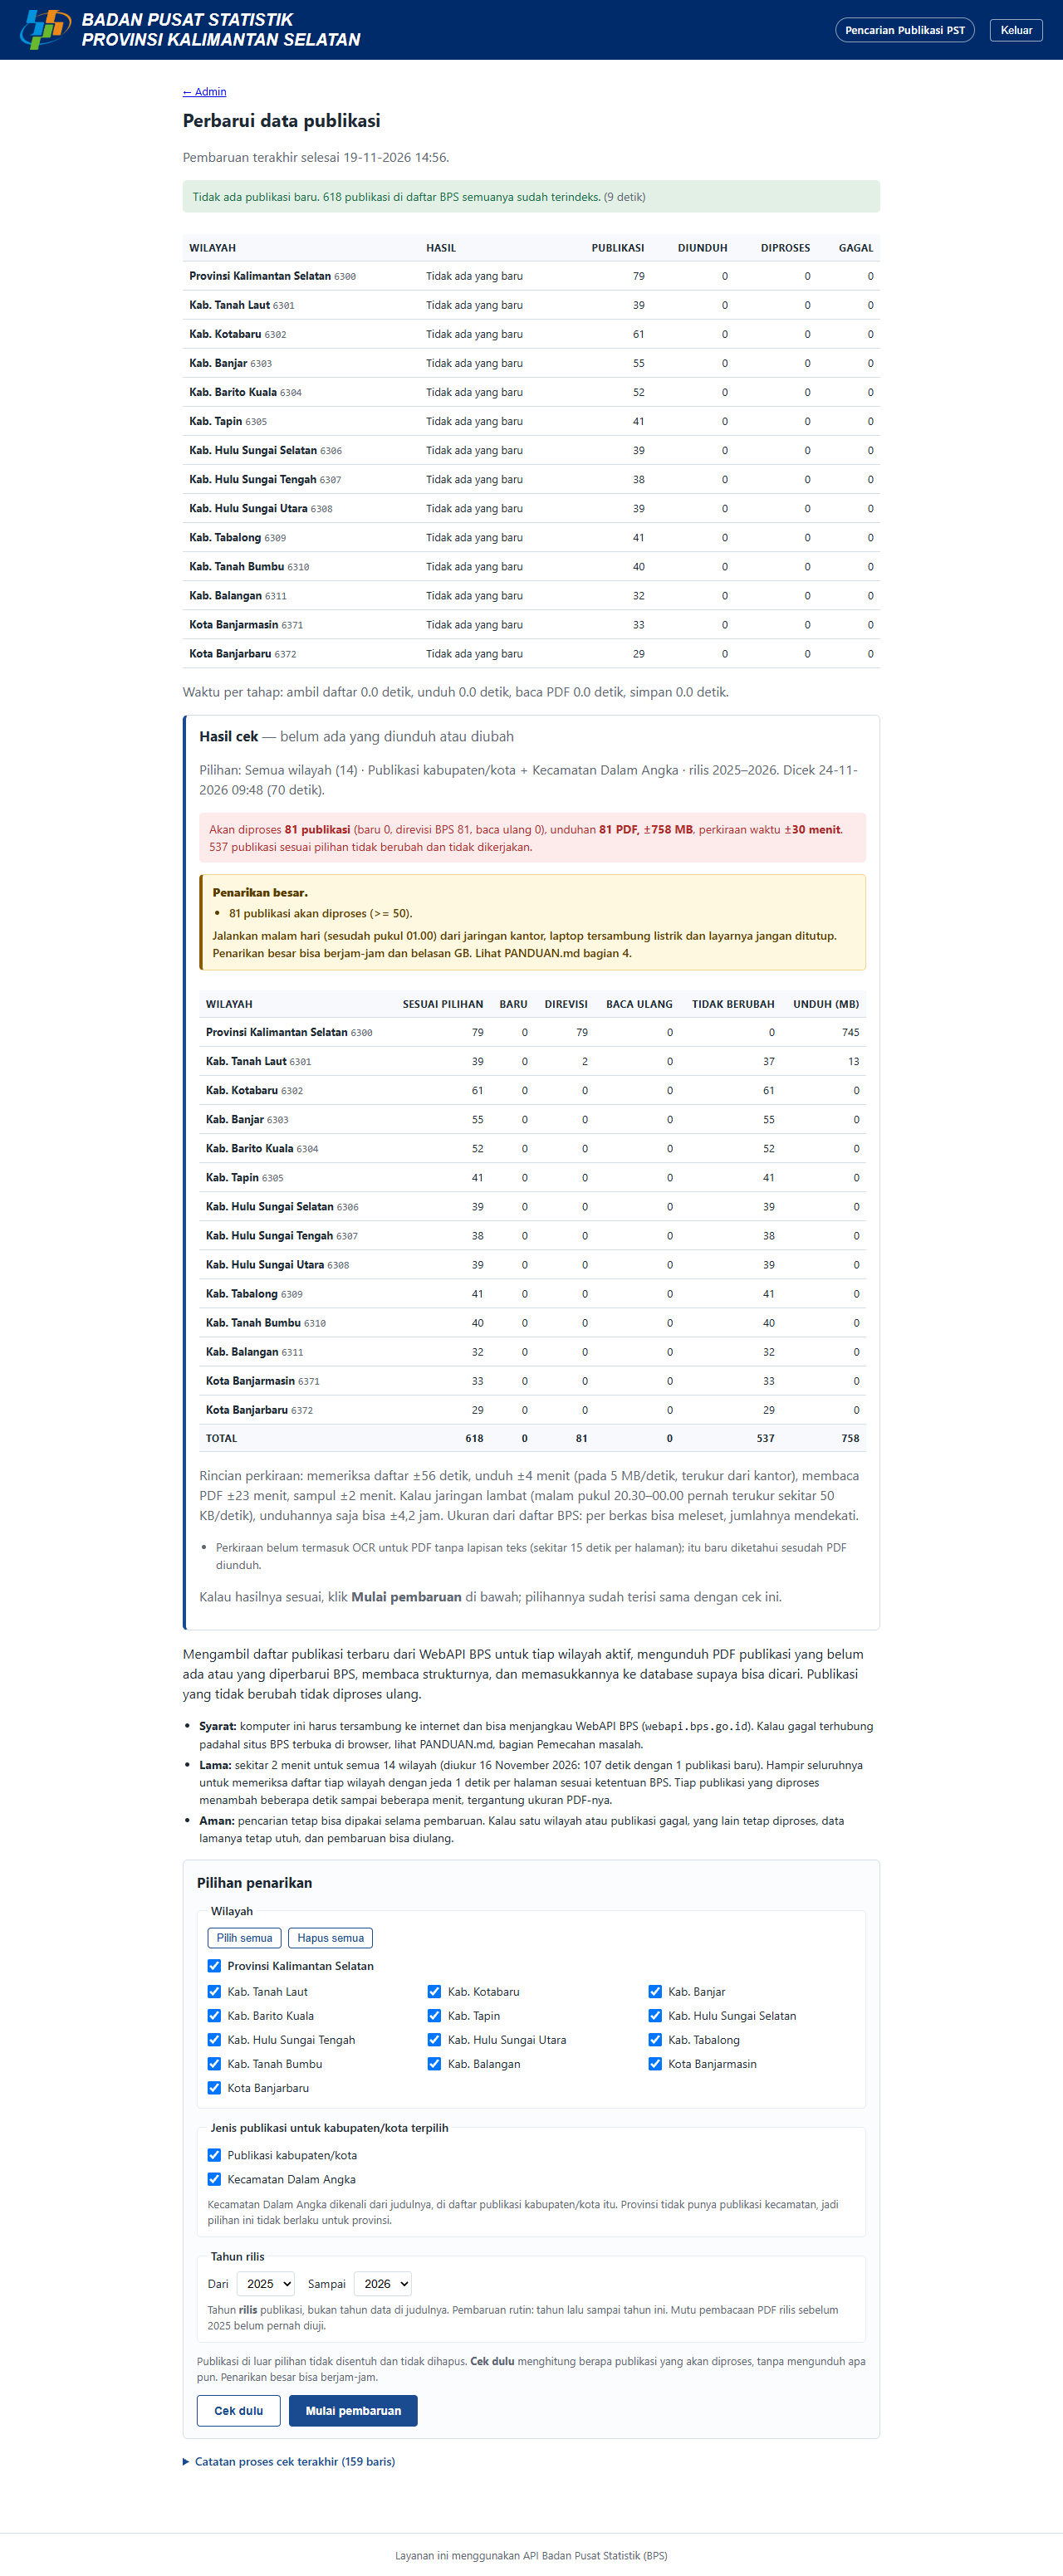 BADAN PUSAT STATISTIK
PROVINSI KALIMANTAN SELATAN
Pencarian Publikasi PST
Keluar
← Admin
Perbarui data publikasi
Pembaruan terakhir selesai 19-11-2026 14:56.
Tidak ada publikasi baru. 618 publikasi di daftar BPS semuanya sudah terindeks. (9 detik)
WILAYAH HASIL PUBLIKASI DIUNDUH DIPROSES GAGAL
Provinsi Kalimantan Selatan 6300 Tidak ada yang baru 79 0 0 0
Kab. Tanah Laut 6301 Tidak ada yang baru 39 0 0 0
Kab. Kotabaru 6302 Tidak ada yang baru 61 0 0 0
Kab. Banjar 6303 Tidak ada yang baru 55 0 0 0
Kab. Barito Kuala 6304 Tidak ada yang baru 52 0 0 0
Kab. Tapin 6305 Tidak ada yang baru 41 0 0 0
Kab. Hulu Sungai Selatan 6306 Tidak ada yang baru 39 0 0 0
Kab. Hulu Sungai Tengah 6307 Tidak ada yang baru 38 0 0 0
Kab. Hulu Sungai Utara 6308 Tidak ada yang baru 39 0 0 0
Kab. Tabalong 6309 Tidak ada yang baru 41 0 0 0
Kab. Tanah Bumbu 6310 Tidak ada yang baru 40 0 0 0
Kab. Balangan 6311 Tidak ada yang baru 32 0 0 0
Kota Banjarmasin 6371 Tidak ada yang baru 33 0 0 0
Kota Banjarbaru 6372 Tidak ada yang baru 29 0 0 0
Waktu per tahap: ambil daftar 0.0 detik, unduh 0.0 detik, baca PDF 0.0 detik, simpan 0.0 detik.
Hasil cek — belum ada yang diunduh atau diubah
Pilihan: Semua wilayah (14) · Publikasi kabupaten/kota + Kecamatan Dalam Angka · rilis 2025–2026. Dicek 24-11-
2026 09:48 (70 detik).
Akan diproses 81 publikasi (baru 0, direvisi BPS 81, baca ulang 0), unduhan 81 PDF, ±758 MB, perkiraan waktu ±30 menit.
537 publikasi sesuai pilihan tidak berubah dan tidak dikerjakan.
Penarikan besar.
• 81 publikasi akan diproses (>= 50).
Jalankan malam hari (sesudah pukul 01.00) dari jaringan kantor, laptop tersambung listrik dan layarnya jangan ditutup.
Penarikan besar bisa berjam-jam dan belasan GB. Lihat PANDUAN.md bagian 4.
WILAYAH SESUAI PILIHAN BARU DIREVISI BACA ULANG TIDAK BERUBAH UNDUH (MB)
Provinsi Kalimantan Selatan 6300 79 0 79 0 0 745
Kab. Tanah Laut 6301 39 0 2 0 37 13
Kab. Kotabaru 6302 61 0 0 0 61 0
Kab. Banjar 6303 55 0 0 0 55 0
Kab. Barito Kuala 6304 52 0 0 0 52 0
Kab. Tapin 6305 41 0 0 0 41 0
Kab. Hulu Sungai Selatan 6306 39 0 0 0 39 0
Kab. Hulu Sungai Tengah 6307 38 0 0 0 38 0
Kab. Hulu Sungai Utara 6308 39 0 0 0 39 0
Kab. Tabalong 6309 41 0 0 0 41 0
Kab. Tanah Bumbu 6310 40 0 0 0 40 0
Kab. Balangan 6311 32 0 0 0 32 0
Kota Banjarmasin 6371 33 0 0 0 33 0
Kota Banjarbaru 6372 29 0 0 0 29 0
TOTAL 618 0 81 0 537 758
Rincian perkiraan: memeriksa daftar ±56 detik, unduh ±4 menit (pada 5 MB/detik, terukur dari kantor), membaca
PDF ±23 menit, sampul ±2 menit. Kalau jaringan lambat (malam pukul 20.30–00.00 pernah terukur sekitar 50
KB/detik), unduhannya saja bisa ±4,2 jam. Ukuran dari daftar BPS: per berkas bisa meleset, jumlahnya mendekati.
• Perkiraan belum termasuk OCR untuk PDF tanpa lapisan teks (sekitar 15 detik per halaman); itu baru diketahui sesudah PDF
diunduh.
Kalau hasilnya sesuai, klik Mulai pembaruan di bawah; pilihannya sudah terisi sama dengan cek ini.
Mengambil daftar publikasi terbaru dari WebAPI BPS untuk tiap wilayah aktif, mengunduh PDF publikasi yang belum
ada atau yang diperbarui BPS, membaca strukturnya, dan memasukkannya ke database supaya bisa dicari. Publikasi
yang tidak berubah tidak diproses ulang.
• Syarat: komputer ini harus tersambung ke internet dan bisa menjangkau WebAPI BPS (webapi.bps.go.id). Kalau gagal terhubung
padahal situs BPS terbuka di browser, lihat PANDUAN.md, bagian Pemecahan masalah.
• Lama: sekitar 2 menit untuk semua 14 wilayah (diukur 16 November 2026: 107 detik dengan 1 publikasi baru). Hampir seluruhnya
untuk memeriksa daftar tiap wilayah dengan jeda 1 detik per halaman sesuai ketentuan BPS. Tiap publikasi yang diproses
menambah beberapa detik sampai beberapa menit, tergantung ukuran PDF-nya.
• Aman: pencarian tetap bisa dipakai selama pembaruan. Kalau satu wilayah atau publikasi gagal, yang lain tetap diproses, data
lamanya tetap utuh, dan pembaruan bisa diulang.
Pilihan penarikan
Wilayah
Pilih semua Hapus semua
Provinsi Kalimantan Selatan
Kab. Tanah Laut Kab. Kotabaru Kab. Banjar
Kab. Barito Kuala Kab. Tapin Kab. Hulu Sungai Selatan
Kab. Hulu Sungai Tengah Kab. Hulu Sungai Utara Kab. Tabalong
Kab. Tanah Bumbu Kab. Balangan Kota Banjarmasin
Kota Banjarbaru
Jenis publikasi untuk kabupaten/kota terpilih
Publikasi kabupaten/kota
Kecamatan Dalam Angka
Kecamatan Dalam Angka dikenali dari judulnya, di daftar publikasi kabupaten/kota itu. Provinsi tidak punya publikasi kecamatan, jadi
pilihan ini tidak berlaku untuk provinsi.
Tahun rilis
Dari 2025 Sampai 2026
Tahun rilis publikasi, bukan tahun data di judulnya. Pembaruan rutin: tahun lalu sampai tahun ini. Mutu pembacaan PDF rilis sebelum
2025 belum pernah diuji.
Publikasi di luar pilihan tidak disentuh dan tidak dihapus. Cek dulu menghitung berapa publikasi yang akan diproses, tanpa mengunduh apa
pun. Penarikan besar bisa berjam-jam.
Cek dulu Mulai pembaruan
Catatan proses cek terakhir (159 baris)
Layanan ini menggunakan API Badan Pusat Statistik (BPS)